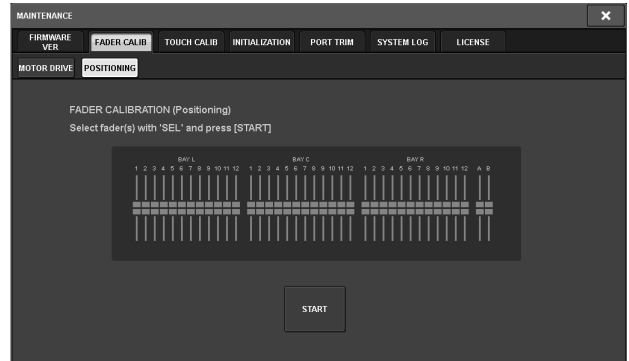 MAINTENANCE
FIRMWARE
VER
FADER CALIB
TOUCH CALIB
INITIALIZATION
PORT TRIM
SYSTEM LOG
LICENSE
MOTOR DRIVE
POSITIONING
FADER CALIBRATION (Positioning)
Select fader(s) with 'SEL' and press [START]
BAY L BAY C BAY R
1 2 3 4 5 6 7 8 9 10 11 12 1 2 3 4 5 6 7 8 9 10 11 12 1 2 3 4 5 6 7 8 9 10 11 12 A B
START